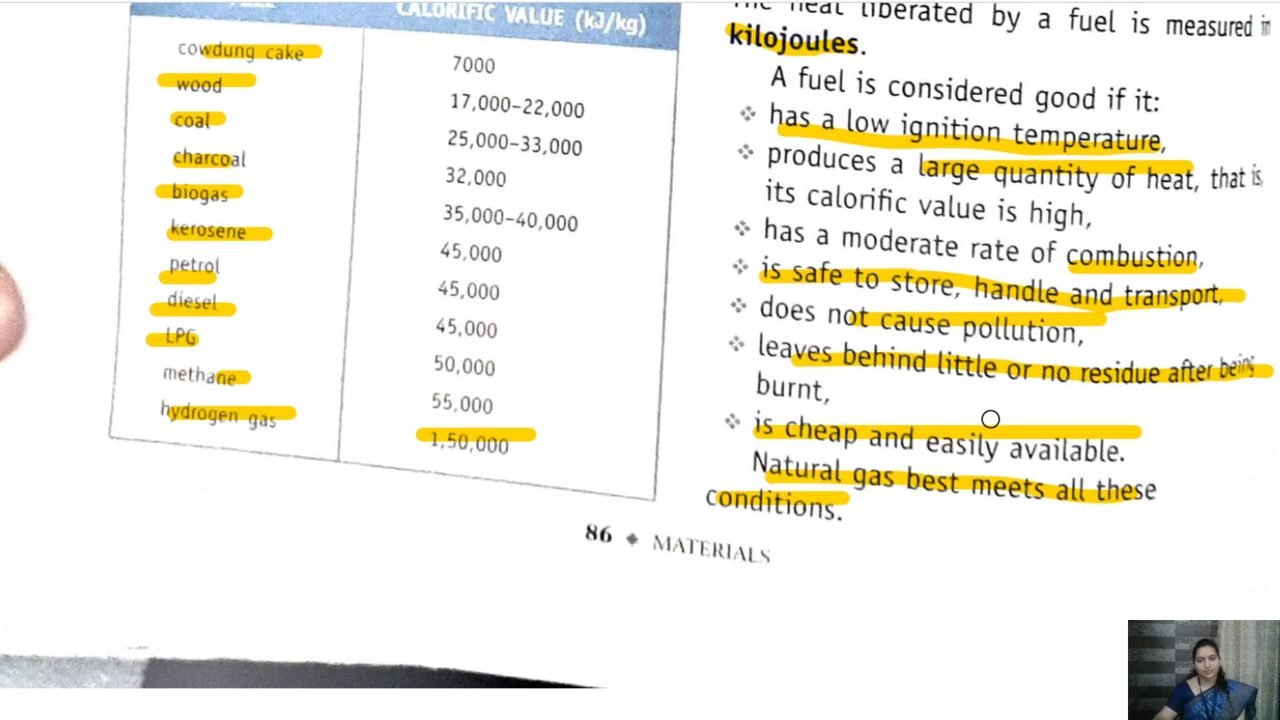 CALORIFIC VALUE (kJ/kg)
cowdung cake 7000
wood 17,000–22,000
coal 25,000–33,000
charcoal 32,000
biogas 35,000–40,000
kerosene 45,000
petrol 45,000
diesel 45,000
LPG 50,000
methane 55,000
hydrogen gas 1,50,000
The heat liberated by a fuel is measured in
kilojoules.
A fuel is considered good if it:
❖ has a low ignition temperature,
❖ produces a large quantity of heat, that is,
its calorific value is high,
❖ has a moderate rate of combustion,
❖ is safe to store, handle and transport,
❖ does not cause pollution,
❖ leaves behind little or no residue after being
burnt,
❖ is cheap and easily available.
Natural gas best meets all these
conditions.
86 ◆ MATERIALS